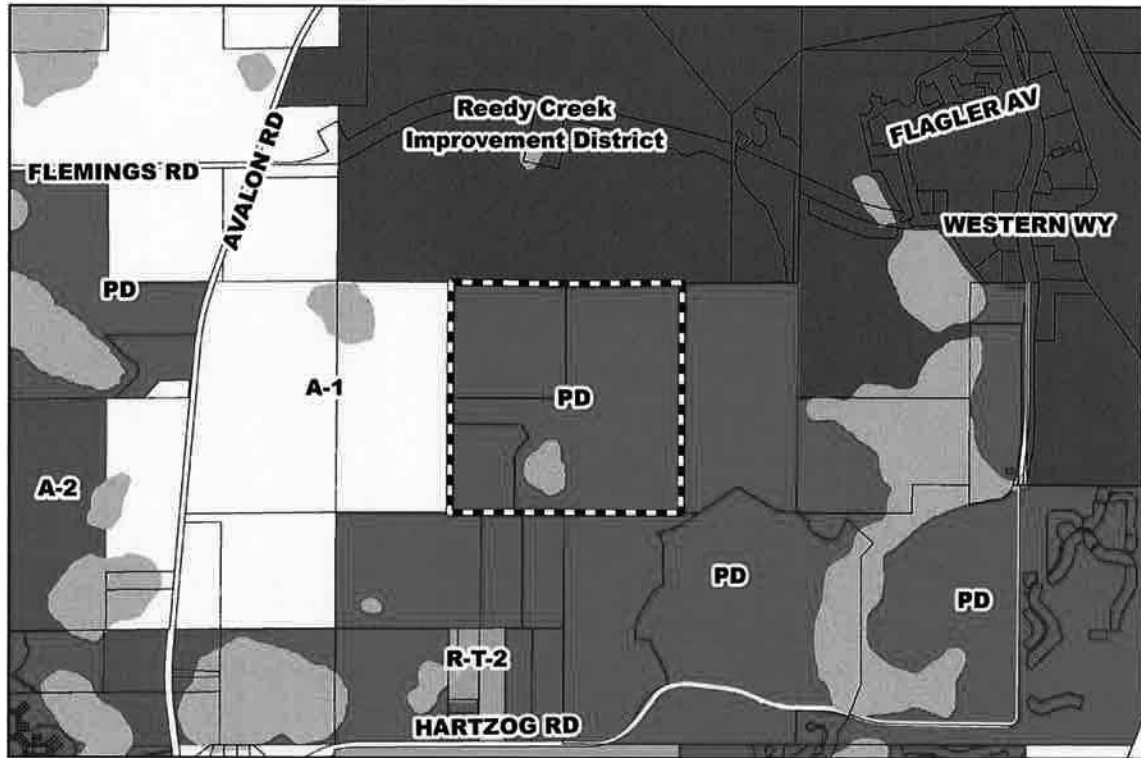 Reedy Creek
Improvement District
FLAGLER AV
FLEMINGS RD
AVALON RD
WESTERN WY
PD
A-1
PD
A-2
PD
PD
R-T-2
HARTZOG RD